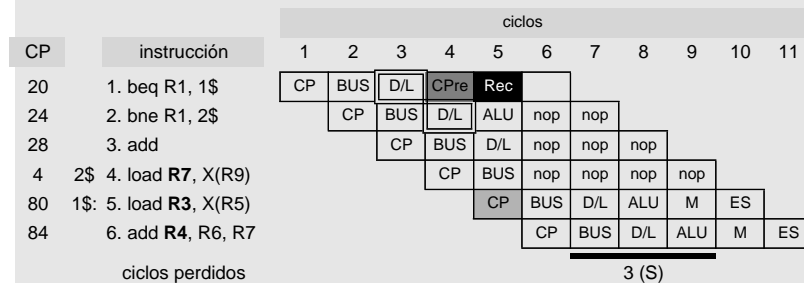 ciclos
CP instrucción 1 2 3 4 5 6 7 8 9 10 11
20 1. beq R1, 1$ CP BUS D/L CPre Rec
24 2. bne R1, 2$ CP BUS D/L ALU nop nop
28 3. add CP BUS D/L nop nop nop
4 2$ 4. load R7, X(R9) CP BUS nop nop nop nop
80 1$: 5. load R3, X(R5) CP BUS D/L ALU M ES
84 6. add R4, R6, R7 CP BUS D/L ALU M ES
ciclos perdidos 3 (S)